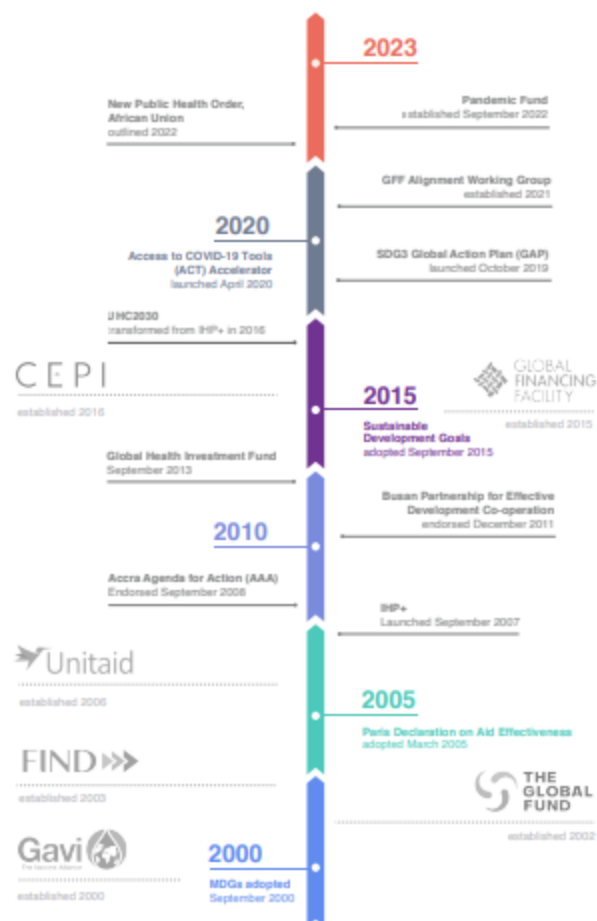 2023
New Public Health Order,
African Union
outlined 2022
Pandemic Fund
established September 2022
GFF Alignment Working Group
established 2021
2020
Access to COVID-19 Tools
(ACT) Accelerator
launched April 2020
SDG3 Global Action Plan (GAP)
launched October 2019
UHC2030
transformed from IHP+ in 2016
CEPI
established 2016
GLOBAL
FINANCING
FACILITY
established 2015
2015
Sustainable
Development Goals
adopted September 2015
Global Health Investment Fund
September 2013
Busan Partnership for Effective
Development Co-operation
endorsed December 2011
2010
Accra Agenda for Action (AAA)
Endorsed September 2008
IHP+
Launched September 2007
Unitaid
established 2006
2005
Paris Declaration on Aid Effectiveness
adopted March 2005
FIND
established 2003
THE
GLOBAL
FUND
established 2002
Gavi
The Vaccine Alliance
established 2000
2000
MDGs adopted
September 2000